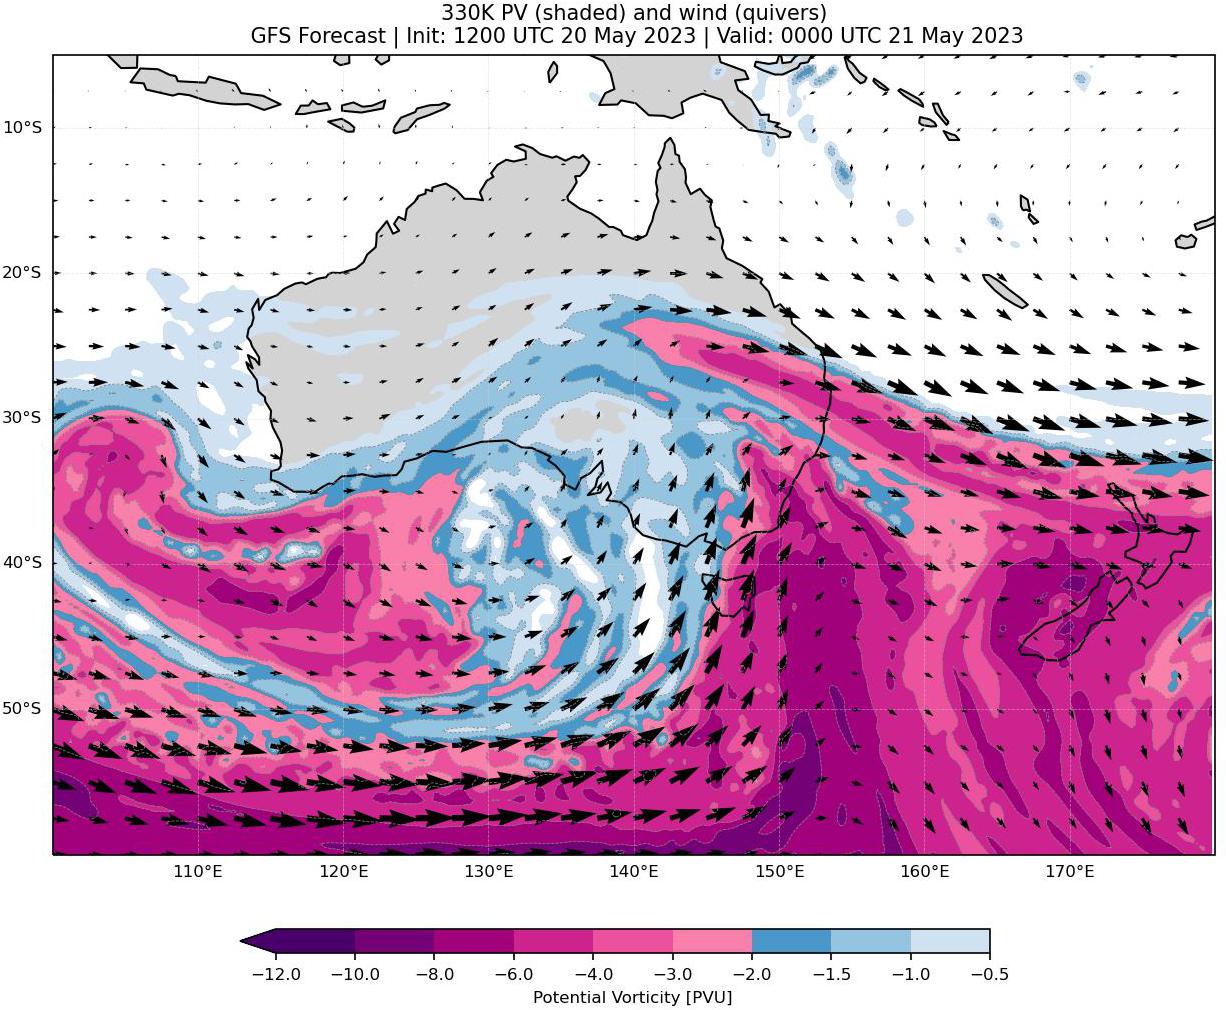 330K PV (shaded) and wind (quivers)
GFS Forecast | Init: 1200 UTC 20 May 2023 | Valid: 0000 UTC 21 May 2023
10°S
20°S
30°S
40°S
50°S
110°E 120°E 130°E 140°E 150°E 160°E 170°E
−12.0 −10.0 −8.0 −6.0 −4.0 −3.0 −2.0 −1.5 −1.0 −0.5
Potential Vorticity [PVU]